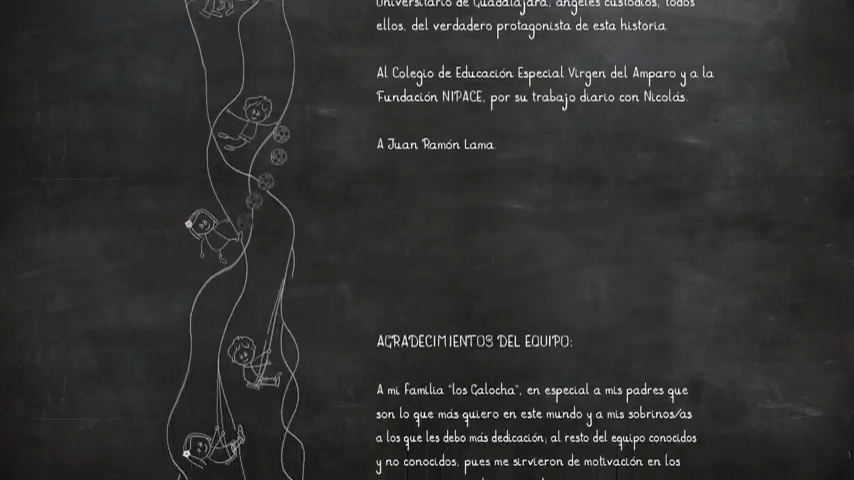 Universitario de Guadalajara, ángeles custodios, todos
ellos, del verdadero protagonista de esta historia.
Al Colegio de Educación Especial Virgen del Amparo y a la
Fundación NIPACE, por su trabajo diario con Nicolás.
A Juan Ramón Lama.
AGRADECIMIENTOS DEL EQUIPO:
A mi Familia "los Galocha", en especial a mis padres que
son lo que más quiero en este mundo y a mis sobrinos/as
a los que les debo más dedicación; al resto del equipo conocidos
y no conocidos, pues me sirvieron de motivación en los